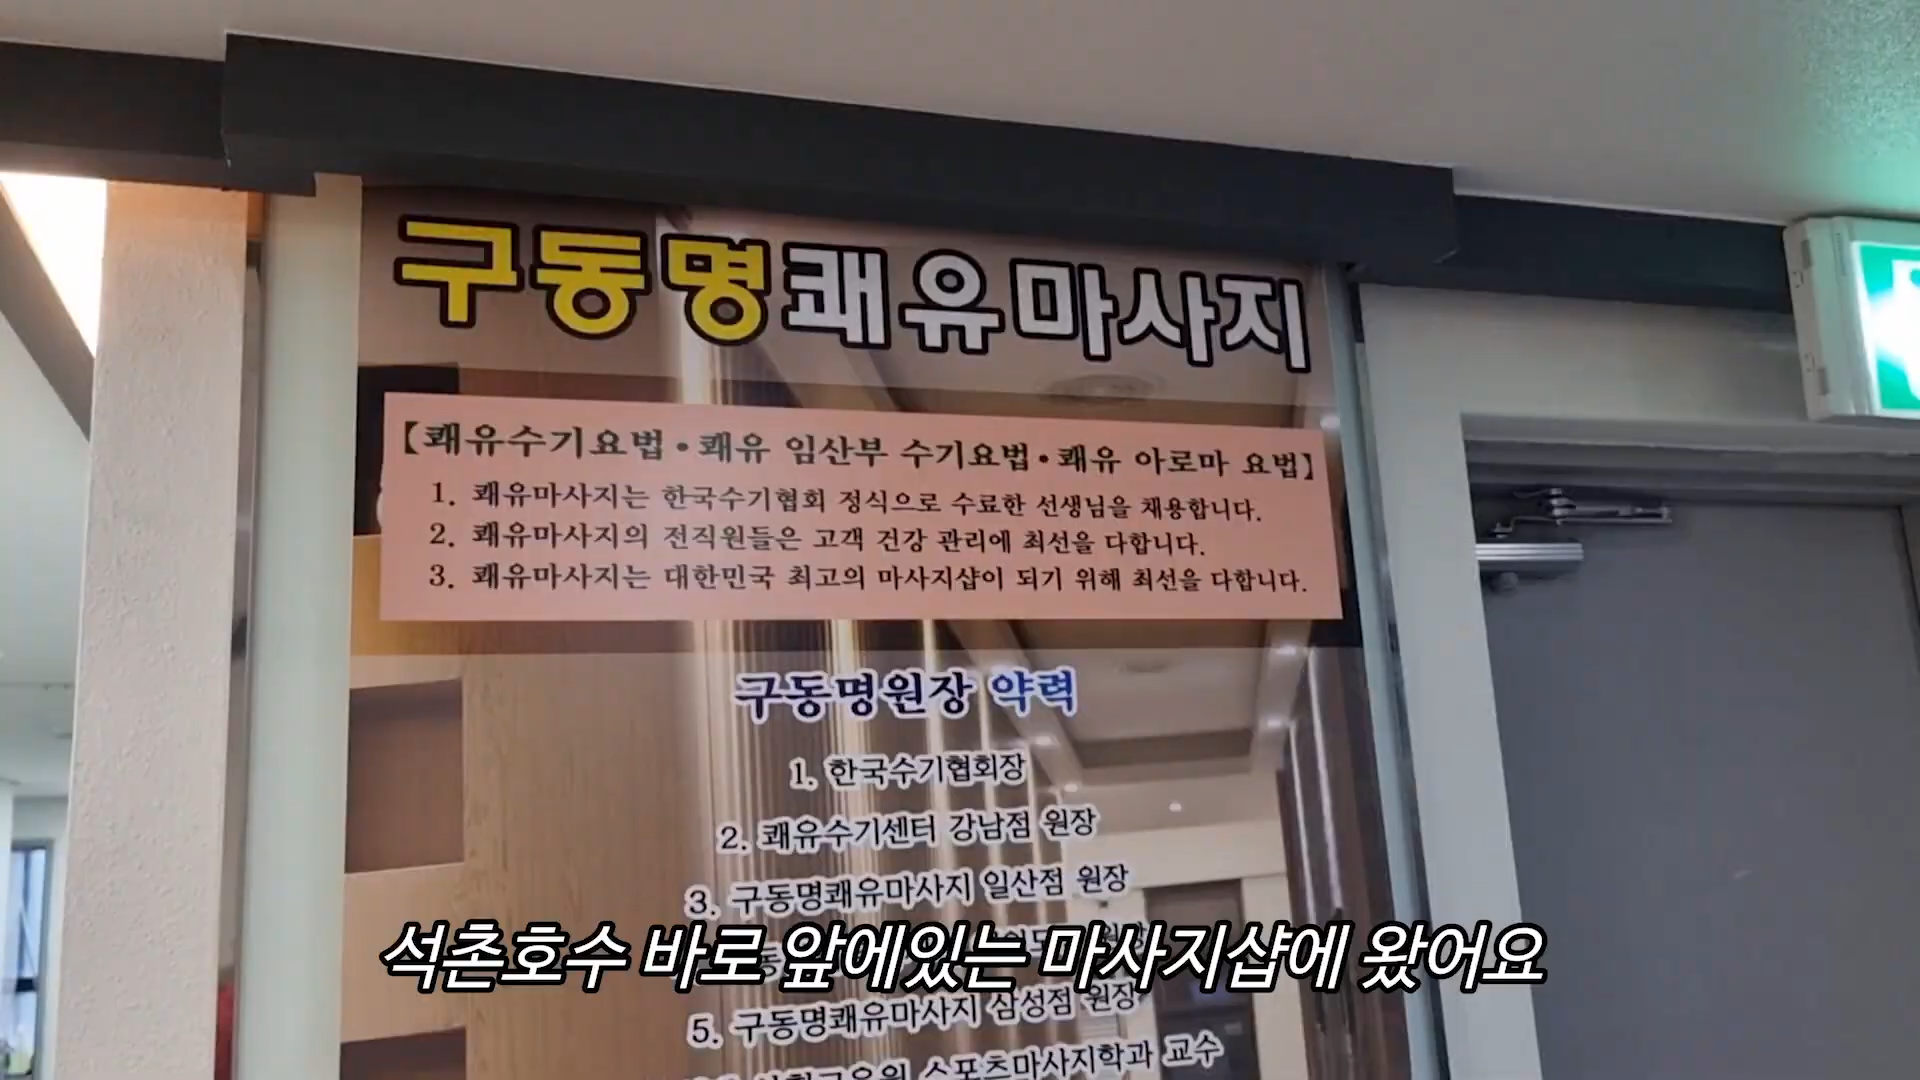 구동명쾌유마사지
【쾌유수기요법•쾌유 임산부 수기요법•쾌유 아로마 요법】
1. 쾌유마사지는 한국수기협회 정식으로 수료한 선생님을 채용합니다.
2. 쾌유마사지의 전직원들은 고객 건강 관리에 최선을 다합니다.
3. 쾌유마사지는 대한민국 최고의 마사지샵이 되기 위해 최선을 다합니다.
구동명원장 약력
1. 한국수기협회장
2. 쾌유수기센터 강남점 원장
3. 구동명쾌유마사지 일산점 원장
석촌호수 바로 앞에있는 마사지샵에 왔어요
5. 구동명쾌유마사지 삼성점 원장
스포츠마사지학과 교수